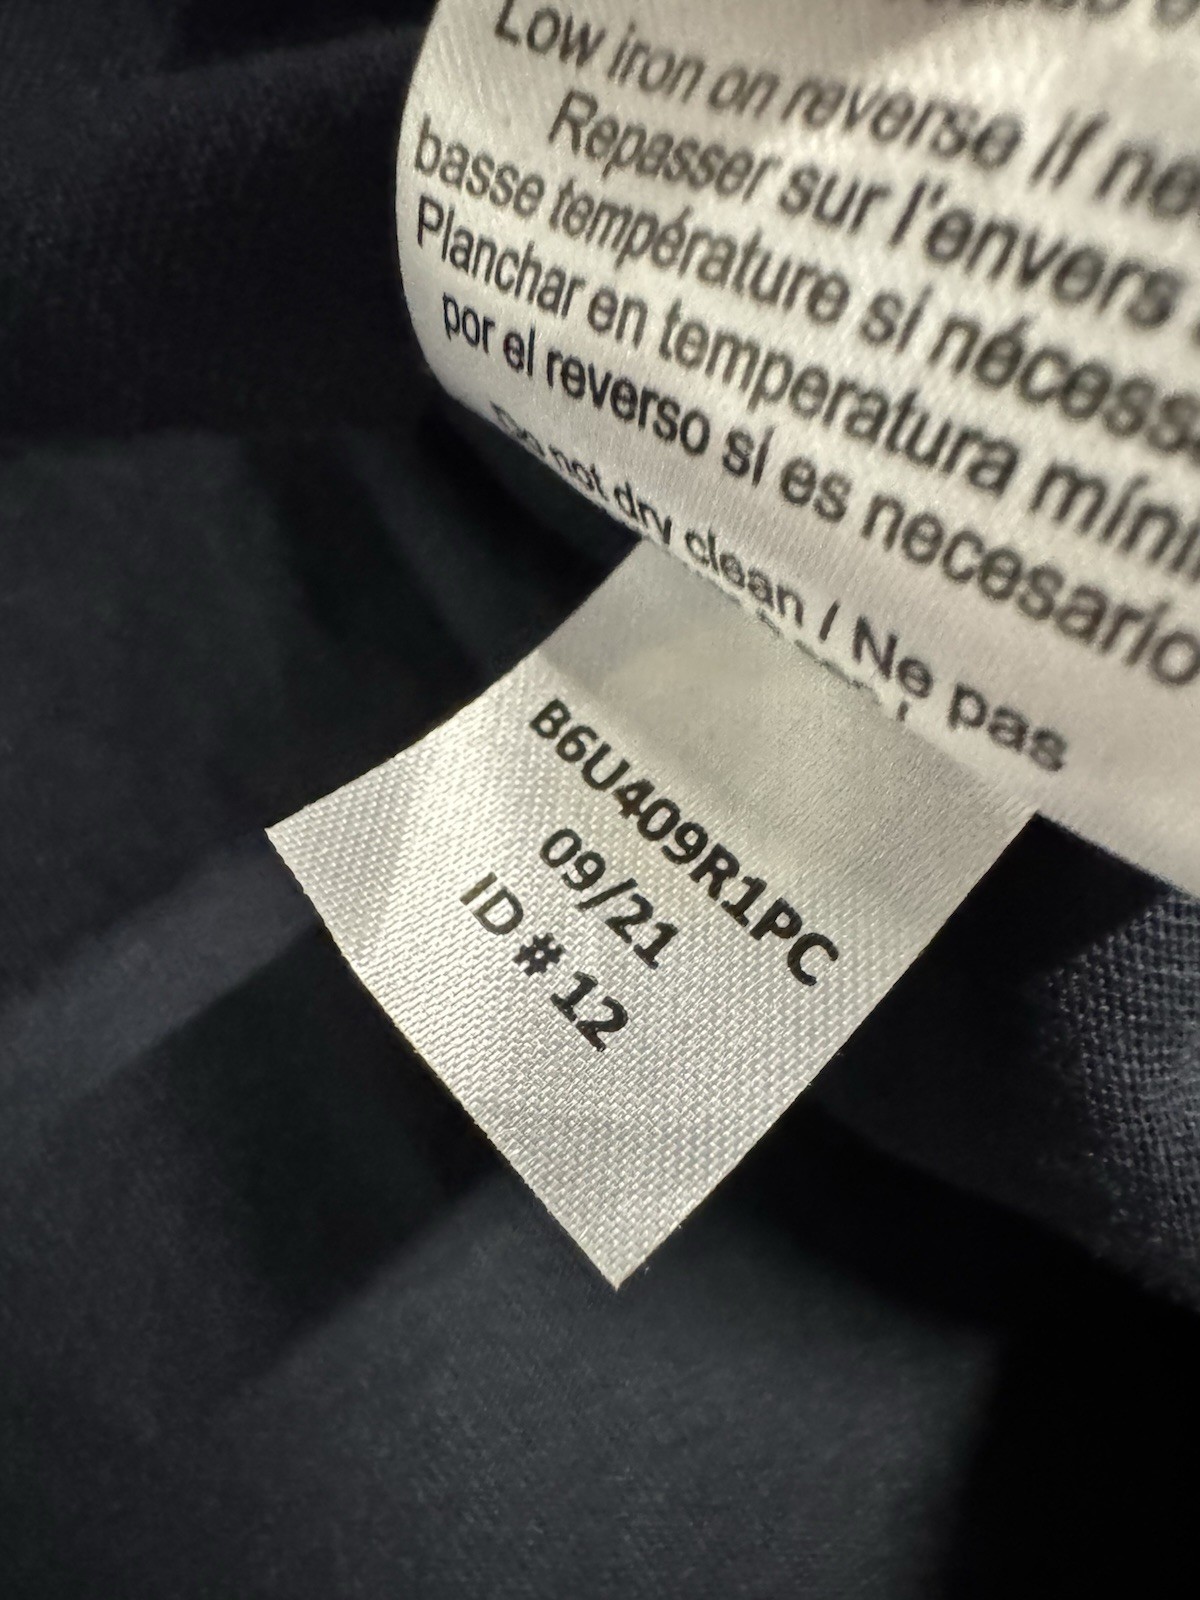 Low iron on reverse if ne
Repasser sur l'envers
basse température si nécess
Planchar en temperatura míni
por el reverso si es necesario
Do not dry clean / Ne pas
B6U409R1PC
09/21
ID # 12